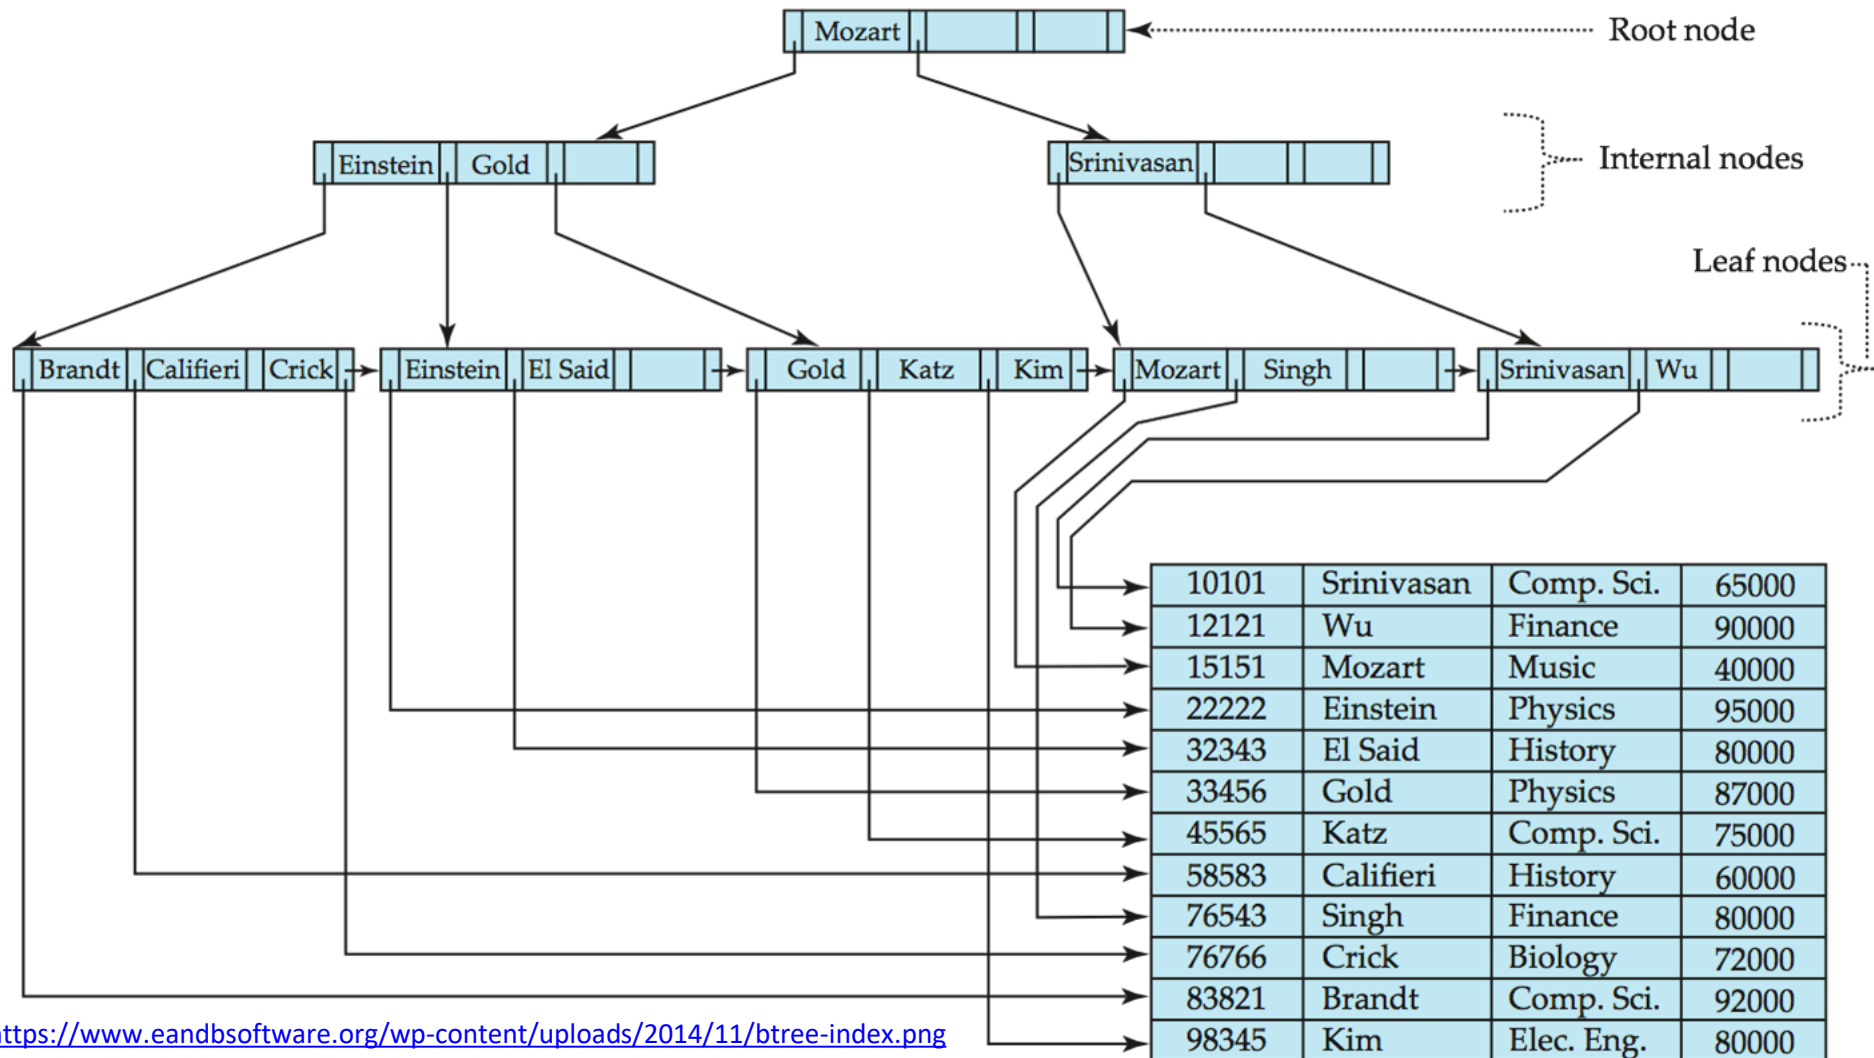 Mozart
Root node
Einstein Gold
Srinivasan
Internal nodes
Leaf nodes
Brandt Califieri Crick Einstein El Said Gold Katz Kim Mozart Singh Srinivasan Wu
10101 Srinivasan Comp. Sci. 65000
12121 Wu Finance 90000
15151 Mozart Music 40000
22222 Einstein Physics 95000
32343 El Said History 80000
33456 Gold Physics 87000
45565 Katz Comp. Sci. 75000
58583 Califieri History 60000
76543 Singh Finance 80000
76766 Crick Biology 72000
83821 Brandt Comp. Sci. 92000
98345 Kim Elec. Eng. 80000
ttps://www.eandbsoftware.org/wp-content/uploads/2014/11/btree-index.png